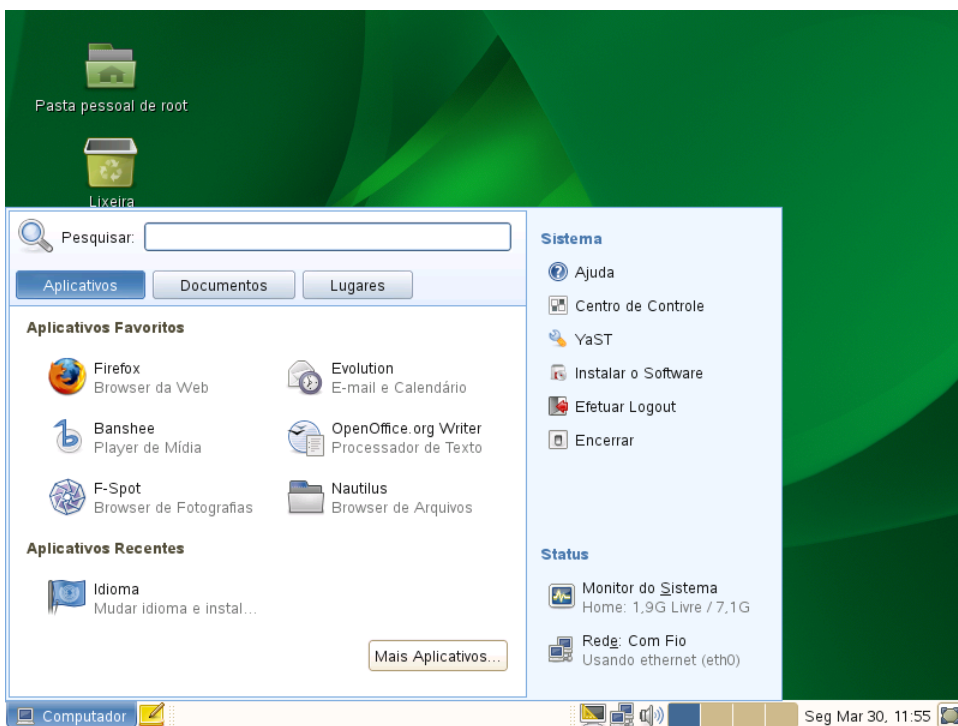 Pasta pessoal de root
Lixeira
Pesquisar:
Aplicativos
Documentos
Lugares
Aplicativos Favoritos
Firefox
Browser da Web
Evolution
E-mail e Calendário
Banshee
Player de Mídia
OpenOffice.org Writer
Processador de Texto
F-Spot
Browser de Fotografias
Nautilus
Browser de Arquivos
Aplicativos Recentes
Idioma
Mudar idioma e instal...
Mais Aplicativos...
Sistema
Ajuda
Centro de Controle
YaST
Instalar o Software
Efetuar Logout
Encerrar
Status
Monitor do Sistema
Home: 1,9G Livre / 7,1G
Rede: Com Fio
Usando ethernet (eth0)
Computador
Seg Mar 30, 11:55